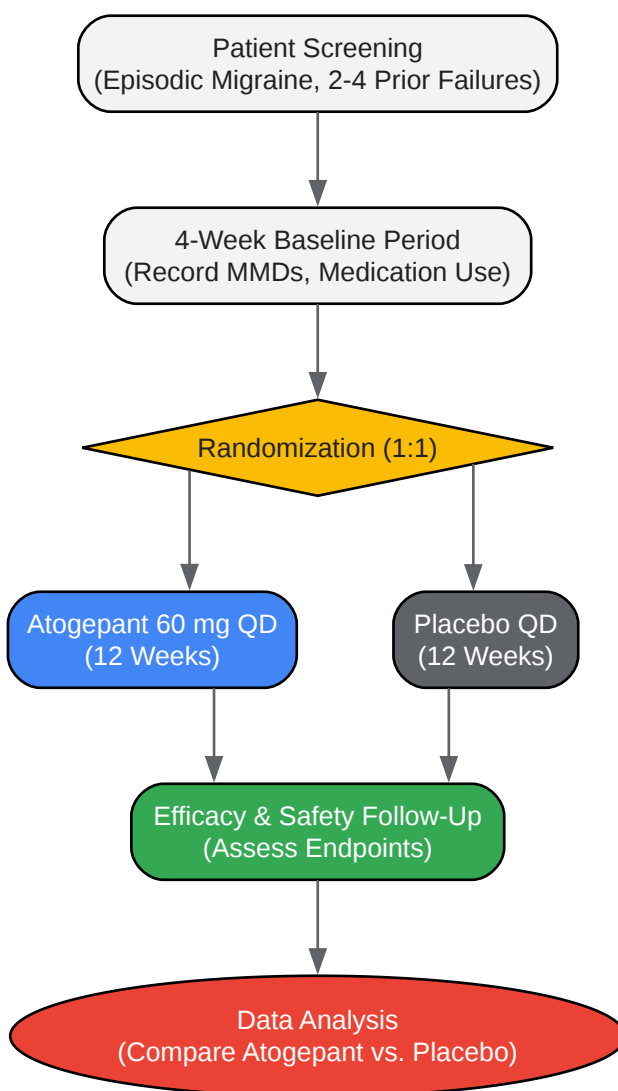 Patient Screening
(Episodic Migraine, 2-4 Prior Failures)
4-Week Baseline Period
(Record MMDs, Medication Use)
Randomization (1:1)
Atogepant 60 mg QD
(12 Weeks)
Placebo QD
(12 Weeks)
Efficacy & Safety Follow-Up
(Assess Endpoints)
Data Analysis
(Compare Atogepant vs. Placebo)